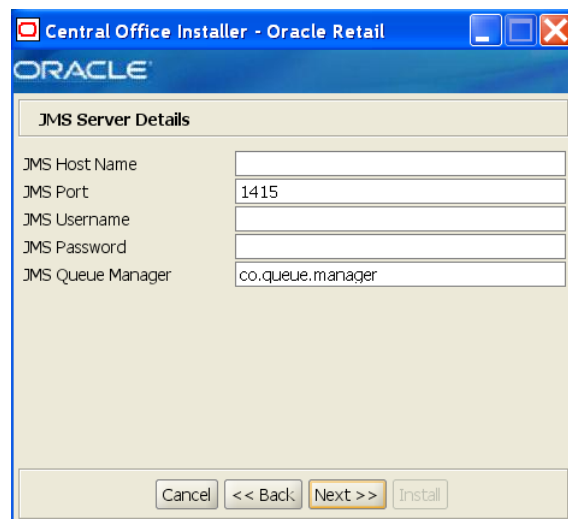 Central Office Installer - Oracle Retail
ORACLE
JMS Server Details
JMS Host Name
JMS Port 1415
JMS Username
JMS Password
JMS Queue Manager co.queue.manager
Cancel << Back Next >> Install